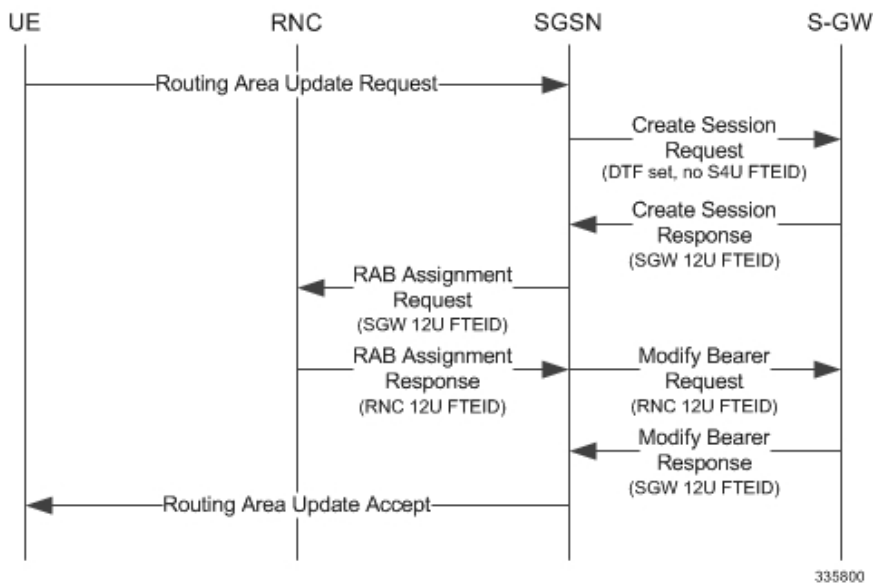 UE RNC SGSN S-GW
Routing Area Update Request
Create Session
Request
(DTF set, no S4U FTEID)
Create Session
Response
(SGW 12U FTEID)
RAB Assignment
Request
(SGW 12U FTEID)
RAB Assignment
Response
(RNC 12U FTEID)
Modify Bearer
Request
(RNC 12U FTEID)
Modify Bearer
Response
(SGW 12U FTEID)
Routing Area Update Accept
335800